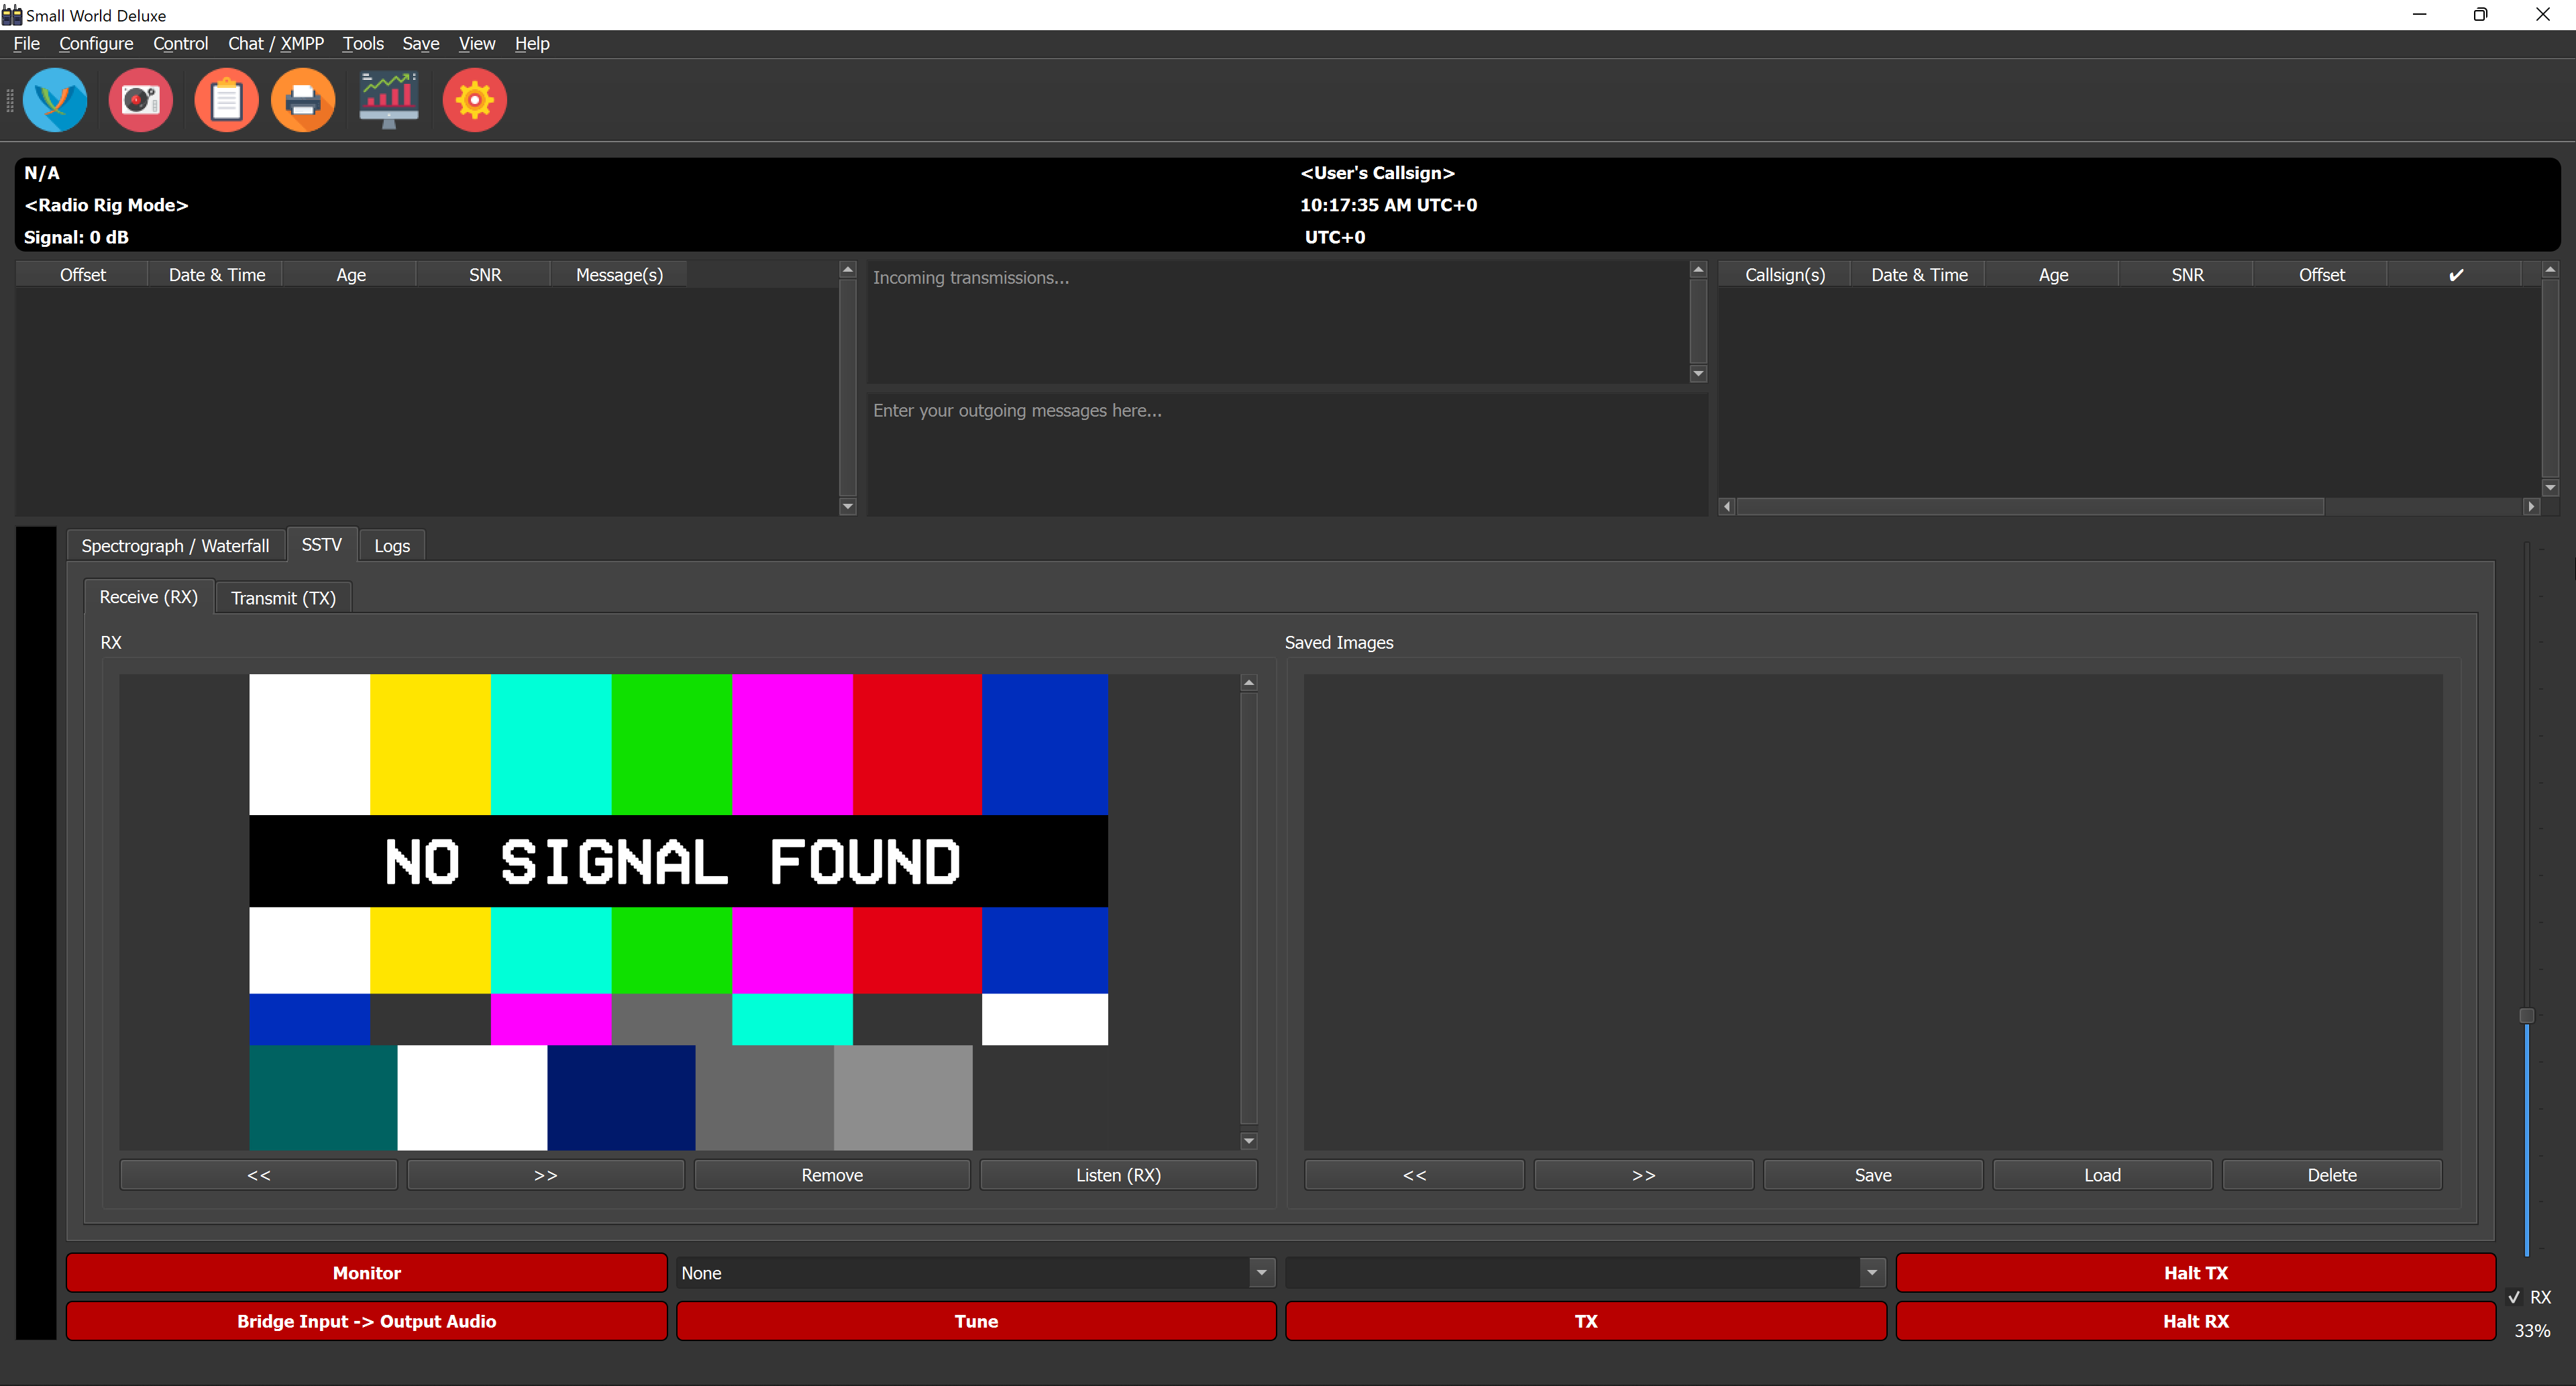 Small World Deluxe
File Configure Control Chat / XMPP Tools Save View Help
N/A
<Radio Rig Mode>
Signal: 0 dB
<User's Callsign>
10:17:35 AM UTC+0
UTC+0
Offset Date & Time Age SNR Message(s)
Incoming transmissions...
Enter your outgoing messages here...
Callsign(s) Date & Time Age SNR Offset ✔
Spectrograph / Waterfall SSTV Logs
Receive (RX) Transmit (TX)
RX
NO SIGNAL FOUND
<< >> Remove Listen (RX)
Saved Images
<< >> Save Load Delete
Monitor None Halt TX
Bridge Input -> Output Audio Tune TX Halt RX
RX
33%